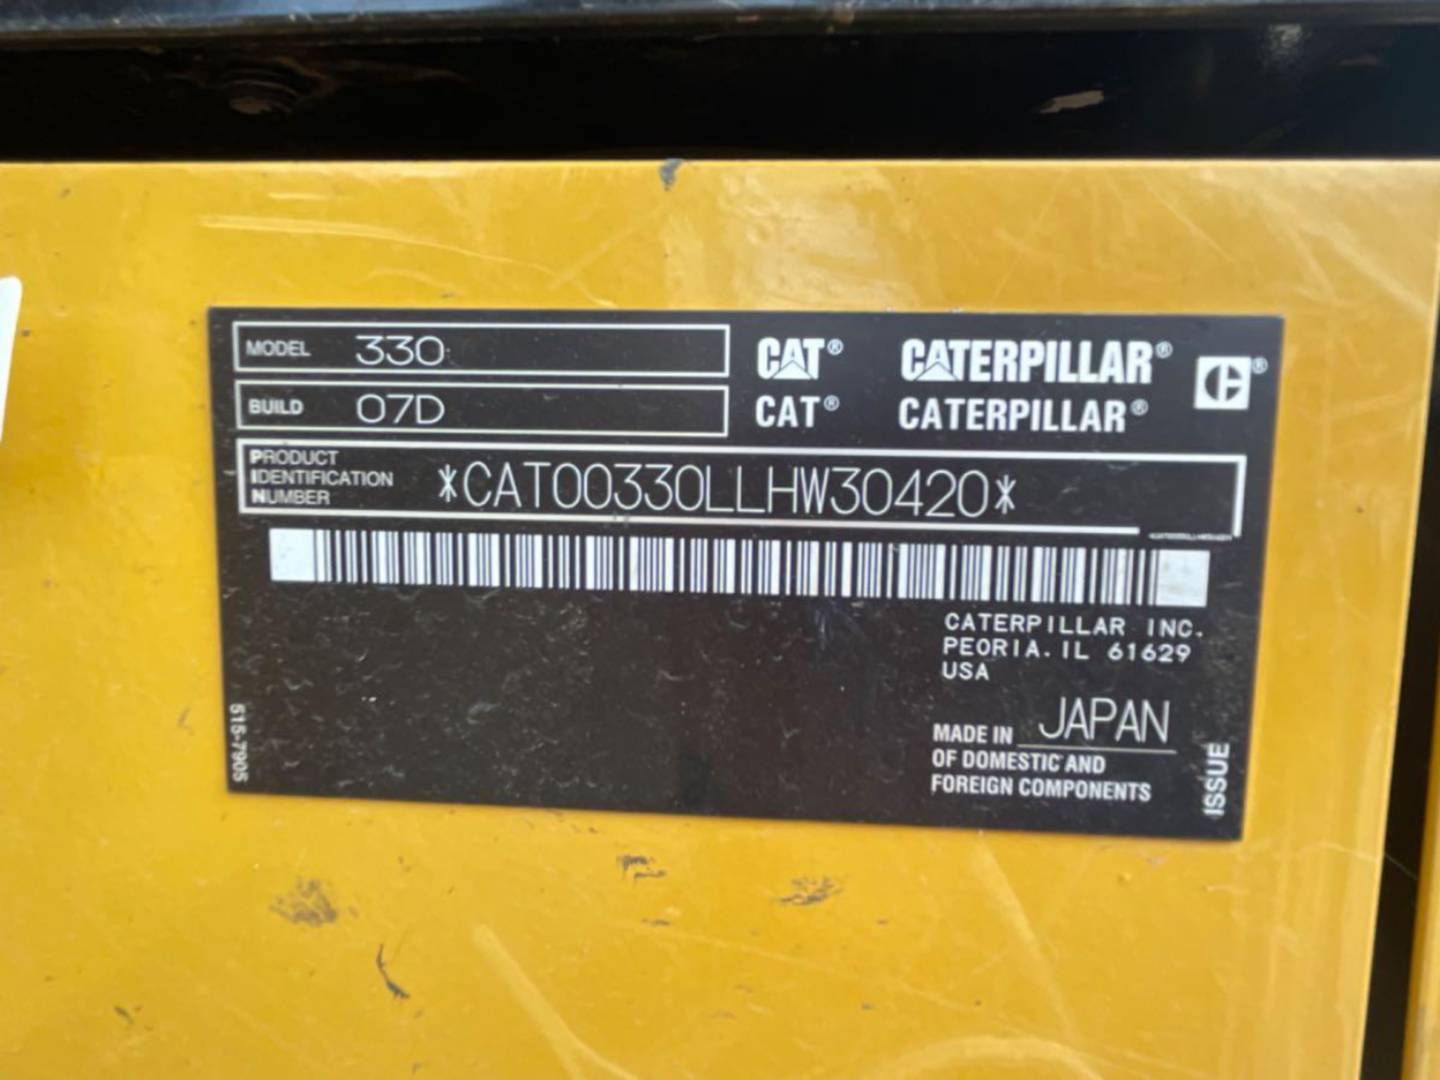 MODEL 330
BUILD 07D
CAT® CATERPILLAR® ®
CAT® CATERPILLAR®
PRODUCT
IDENTIFICATION
NUMBER
*CAT00330LLHW30420*
CATERPILLAR INC.
PEORIA. IL 61629
USA
MADE IN JAPAN
OF DOMESTIC AND
FOREIGN COMPONENTS
515-7905
ISSUE